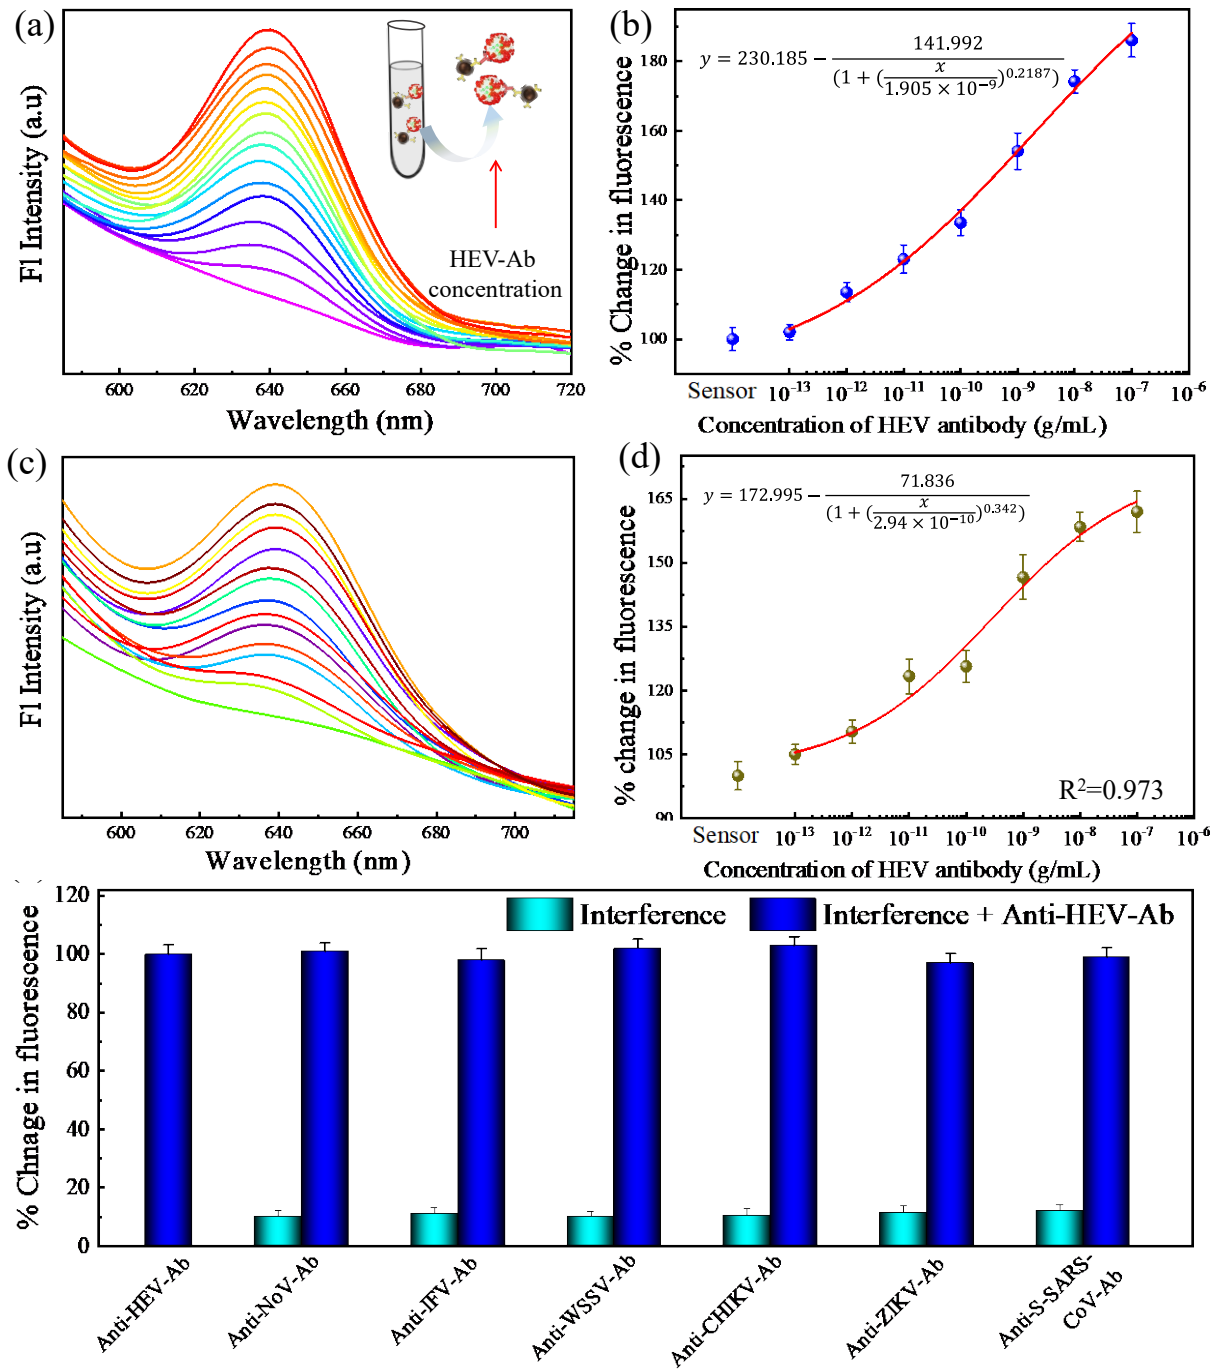 (a)
Fl Intensity (a.u)
HEV-Ab
concentration
600 620 640 660 680 700 720
Wavelength (nm)
(b)
y = 230.185 − 141.992 / (1 + (x / 1.905 × 10⁻⁹)^0.2187)
% Change in fluorescence
180
160
140
120
100
Sensor 10⁻¹³ 10⁻¹² 10⁻¹¹ 10⁻¹⁰ 10⁻⁹ 10⁻⁸ 10⁻⁷ 10⁻⁶
Concentration of HEV antibody (g/mL)
(c)
Fl Intensity (a.u)
600 620 640 660 680 700
Wavelength (nm)
(d)
y = 172.995 − 71.836 / (1 + (x / 2.94 × 10⁻¹⁰)^0.342)
% change in fluorescence
165
150
135
120
105
90
R²=0.973
Sensor 10⁻¹³ 10⁻¹² 10⁻¹¹ 10⁻¹⁰ 10⁻⁹ 10⁻⁸ 10⁻⁷ 10⁻⁶
Concentration of HEV antibody (g/mL)
% Chnage in fluorescence
120
100
80
60
40
20
0
Interference
Interference + Anti-HEV-Ab
Anti-HEV-Ab
Anti-NoV-Ab
Anti-IFV-Ab
Anti-WSSV-Ab
Anti-CHIKV-Ab
Anti-ZIKV-Ab
Anti-S-SARS-
CoV-Ab